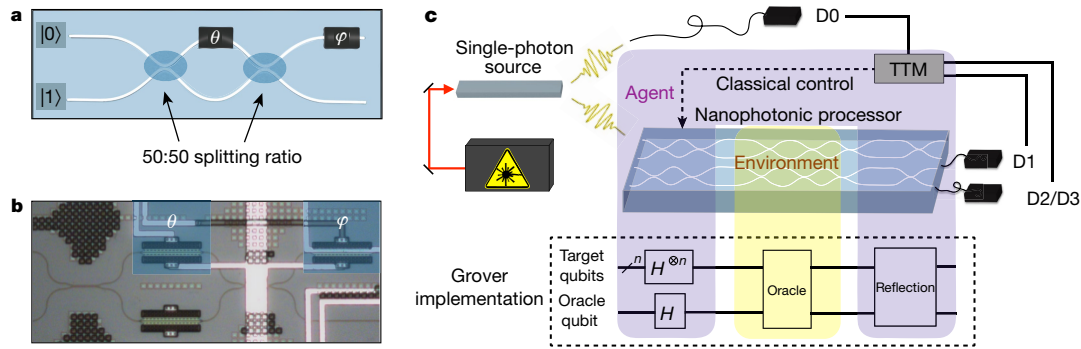 a
|0⟩
θ
φ
|1⟩
50:50 splitting ratio
b
θ
φ
c
D0
Single-photon
source
TTM
Agent
Classical control
Nanophotonic processor
Environment
D1
D2/D3
Grover
implementation
Target
qubits
n
H⊗n
Oracle
qubit
H
Oracle
Reflection